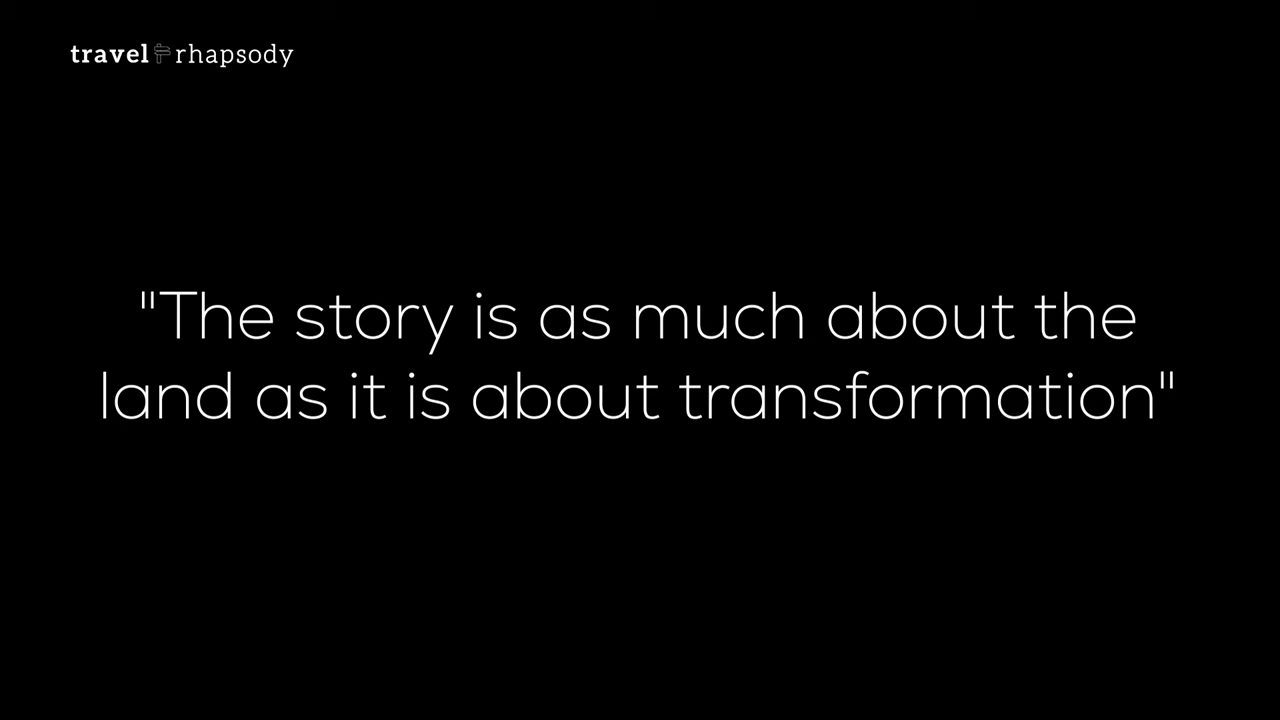 travel rhapsody
"The story is as much about the
land as it is about transformation"